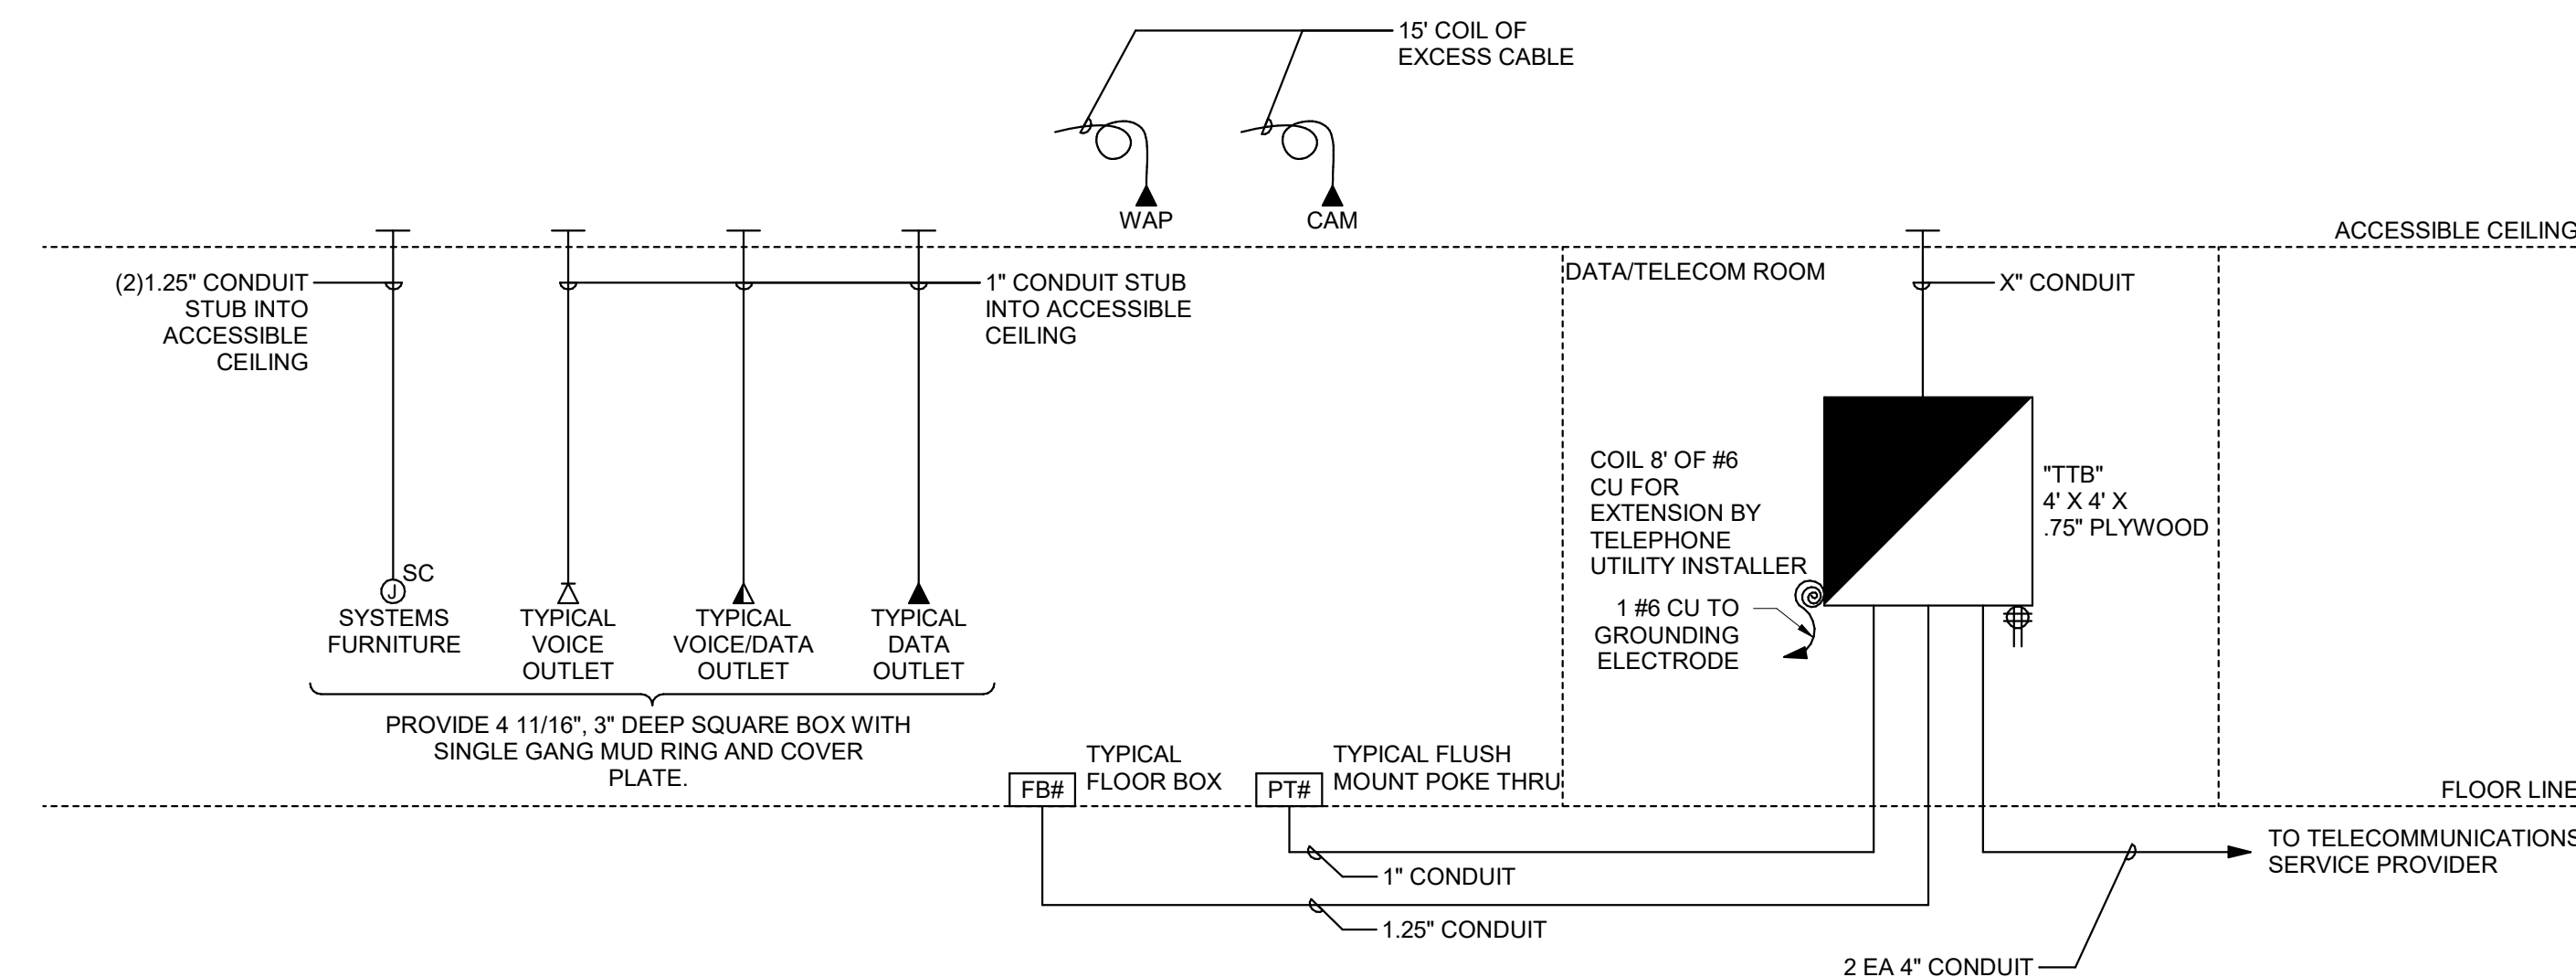 15' COIL OF
EXCESS CABLE
WAP
CAM
ACCESSIBLE CEILING
(2)1.25" CONDUIT
STUB INTO
ACCESSIBLE
CEILING
1" CONDUIT STUB
INTO ACCESSIBLE
CEILING
DATA/TELECOM ROOM
X" CONDUIT
COIL 8' OF #6
CU FOR
EXTENSION BY
TELEPHONE
UTILITY INSTALLER
"TTB"
4' X 4' X
.75" PLYWOOD
1 #6 CU TO
GROUNDING
ELECTRODE
SC
J
SYSTEMS
FURNITURE
TYPICAL
VOICE
OUTLET
TYPICAL
VOICE/DATA
OUTLET
TYPICAL
DATA
OUTLET
PROVIDE 4 11/16", 3" DEEP SQUARE BOX WITH
SINGLE GANG MUD RING AND COVER
PLATE.
FB#
TYPICAL
FLOOR BOX
PT#
TYPICAL FLUSH
MOUNT POKE THRU
FLOOR LINE
1" CONDUIT
1.25" CONDUIT
TO TELECOMMUNICATIONS
SERVICE PROVIDER
2 EA 4" CONDUIT